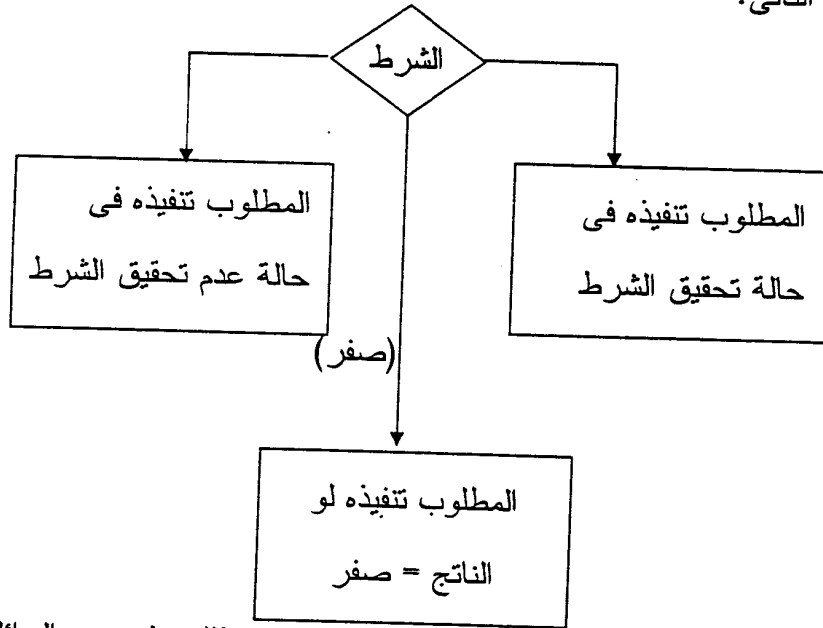 الشرط
المطلوب تنفيذه فى
حالة تحقيق الشرط
المطلوب تنفيذه فى
حالة عدم تحقيق الشرط
(صفر)
المطلوب تنفيذه لو
الناتج = صفر